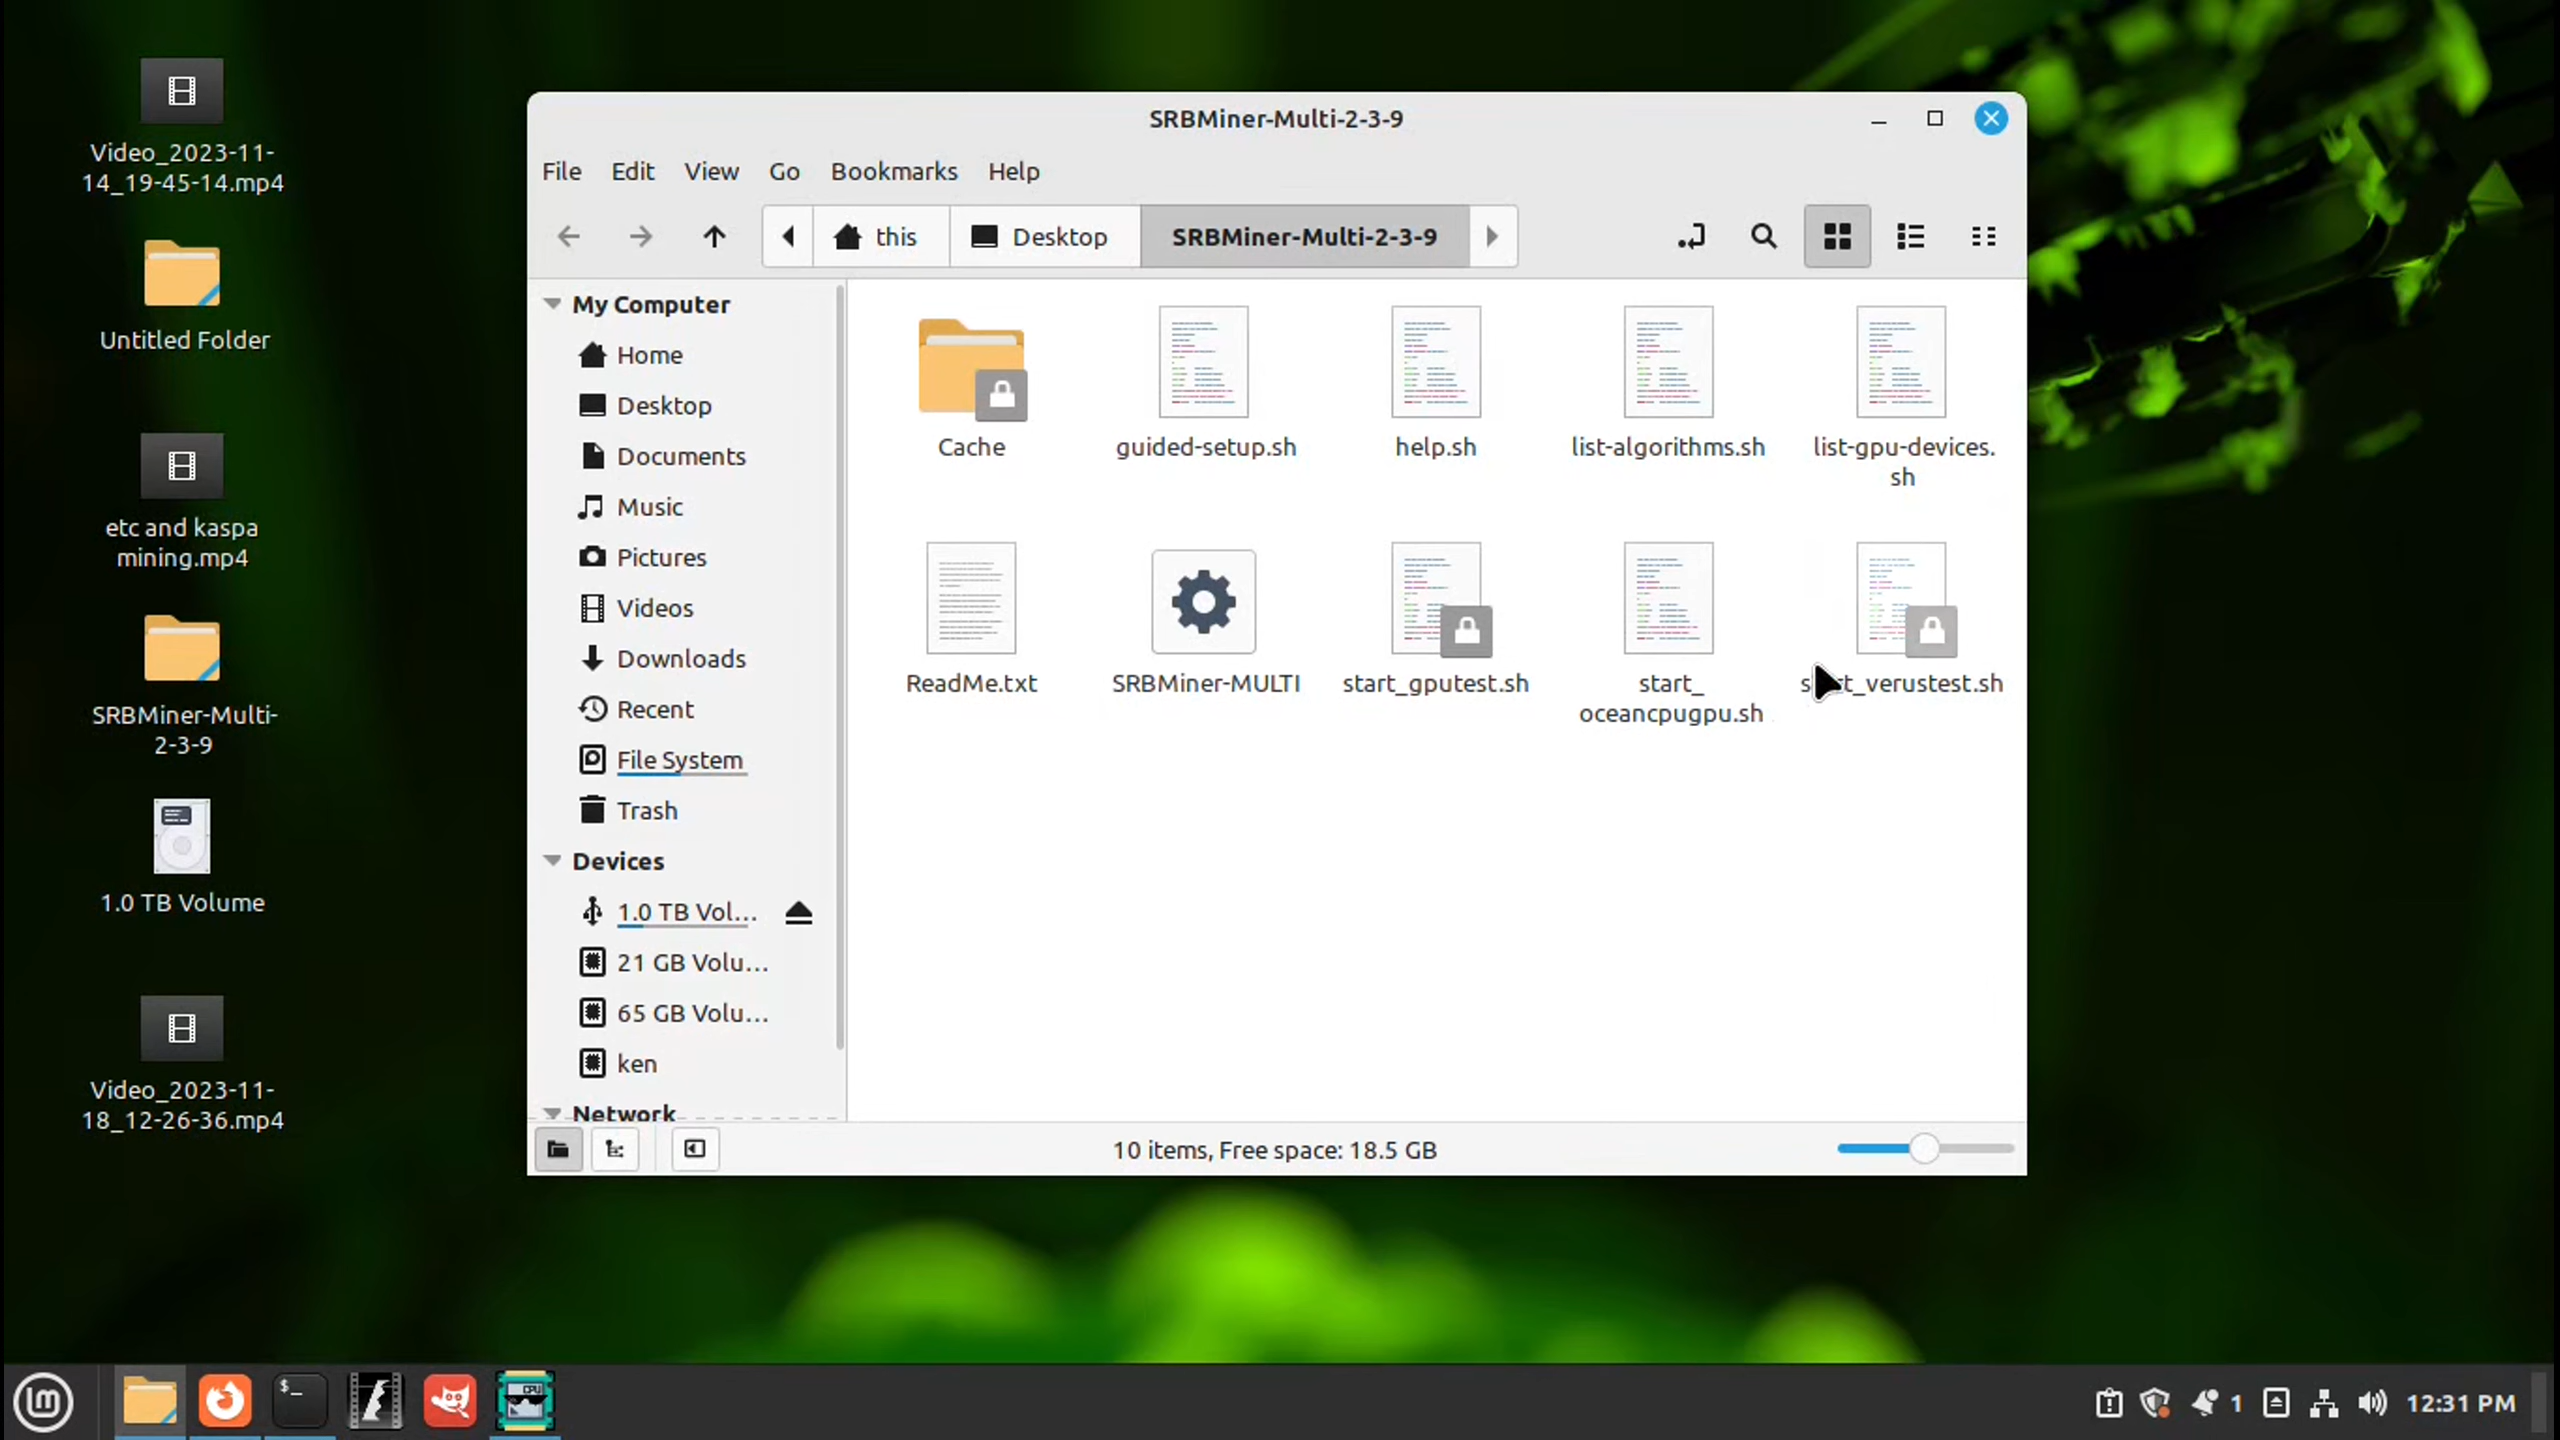 Video_2023-11-
14_19-45-14.mp4
Untitled Folder
etc and kaspa
mining.mp4
SRBMiner-Multi-
2-3-9
1.0 TB Volume
Video_2023-11-
18_12-26-36.mp4
SRBMiner-Multi-2-3-9
File Edit View Go Bookmarks Help
this Desktop SRBMiner-Multi-2-3-9
My Computer
Home
Desktop
Documents
Music
Pictures
Videos
Downloads
Recent
File System
Trash
Devices
1.0 TB Vol...
21 GB Volu...
65 GB Volu...
ken
Network
Cache
guided-setup.sh
help.sh
list-algorithms.sh
list-gpu-devices.
sh
ReadMe.txt
SRBMiner-MULTI
start_gputest.sh
start_
oceancpugpu.sh
_verustest.sh
10 items, Free space: 18.5 GB
$_
CPU
1
12:31 PM